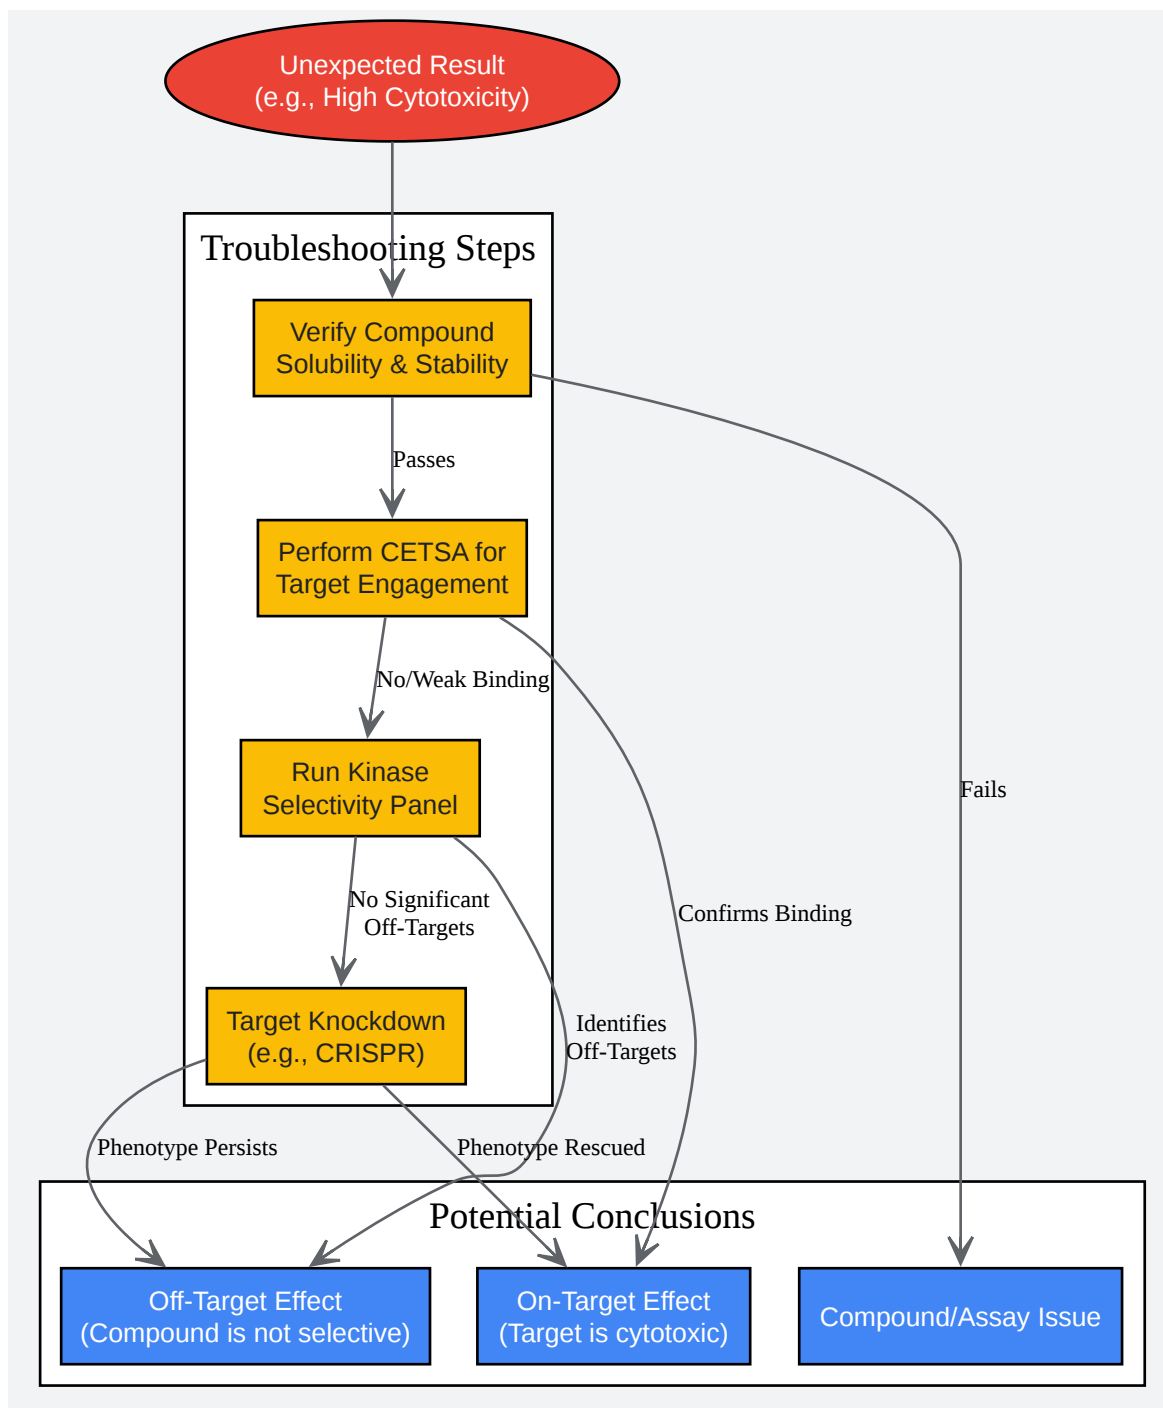 Unexpected Result
(e.g., High Cytotoxicity)
Troubleshooting Steps
Verify Compound
Solubility & Stability
Passes
Perform CETSA for
Target Engagement
No/Weak Binding
Run Kinase
Selectivity Panel
Fails
No Significant
Off-Targets
Confirms Binding
Target Knockdown
(e.g., CRISPR)
Identifies
Off-Targets
Phenotype Persists
Phenotype Rescued
Potential Conclusions
Off-Target Effect
(Compound is not selective)
On-Target Effect
(Target is cytotoxic)
Compound/Assay Issue